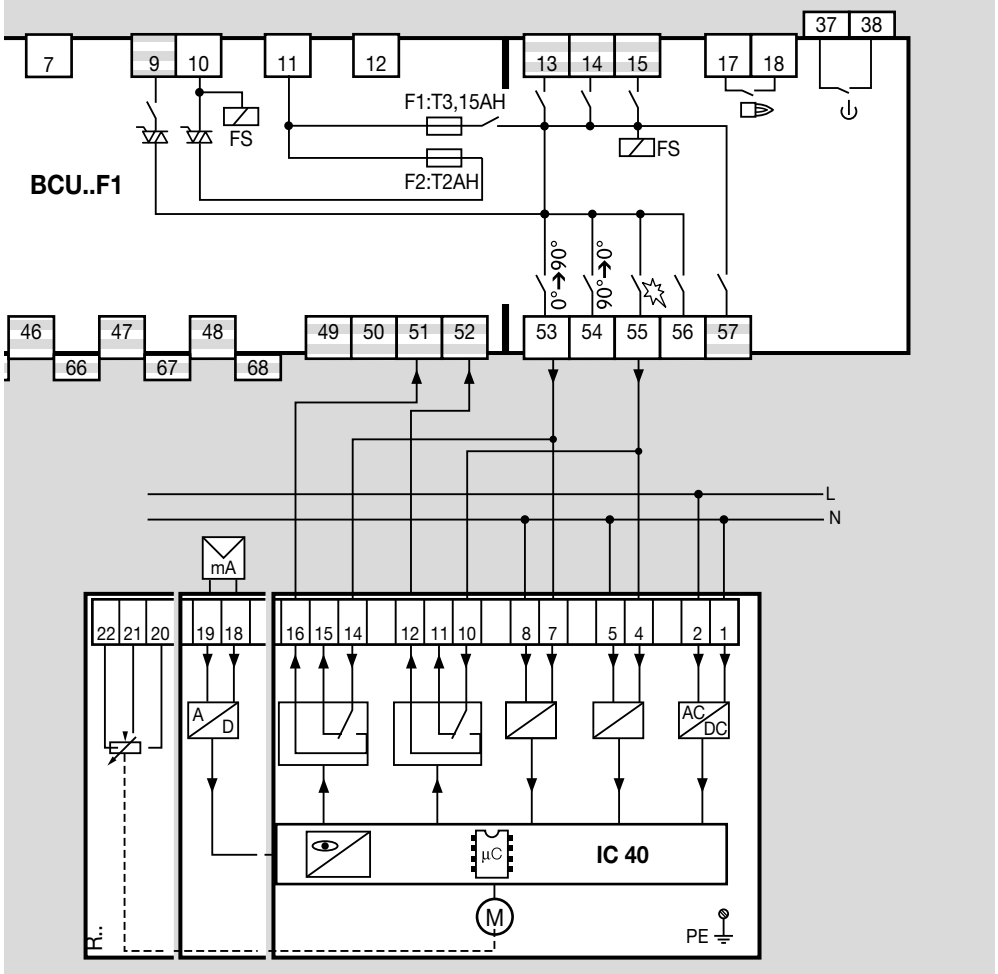 37 38
7 9 10 11 12 13 14 15 17 18
F1:T3,15AH
FS
FS
F2:T2AH
BCU..F1
0°→90°
90°→0°
46 47 48 49 50 51 52 53 54 55 56 57
66 67 68
L
N
mA
22 21 20 19 18 16 15 14 12 11 10 8 7 5 4 2 1
A
D
AC
DC
µC
IC 40
M
R..
PE